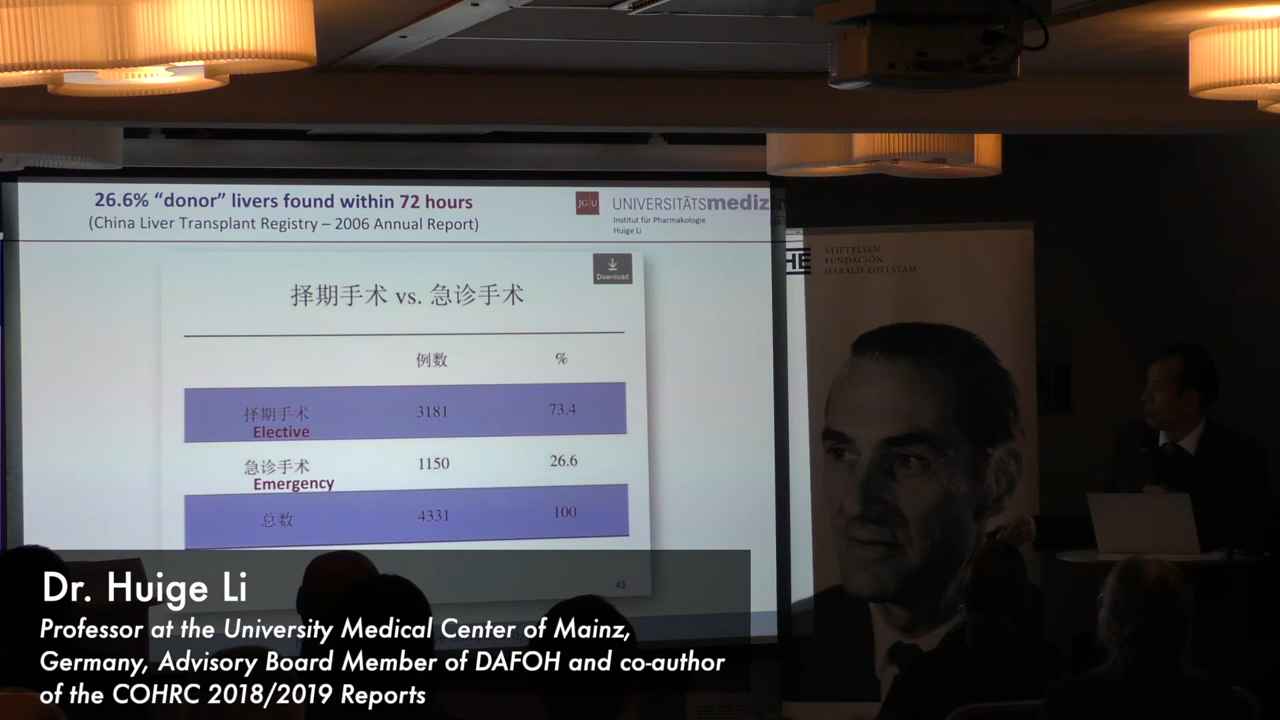 26.6% “donor” livers found within 72 hours
(China Liver Transplant Registry – 2006 Annual Report)
JG|U
UNIVERSITÄTSmedizin
Institut für Pharmakologie
Huige Li
Download
择期手术 vs. 急诊手术
例数 %
择期手术 3181 73.4
Elective
急诊手术 1150 26.6
Emergency
总数 4331 100
43
HE
STIFTELSEN
FUNDACIÓN
HARALD EDELSTAM
Dr. Huige Li
Professor at the University Medical Center of Mainz,
Germany, Advisory Board Member of DAFOH and co-author
of the COHRC 2018/2019 Reports